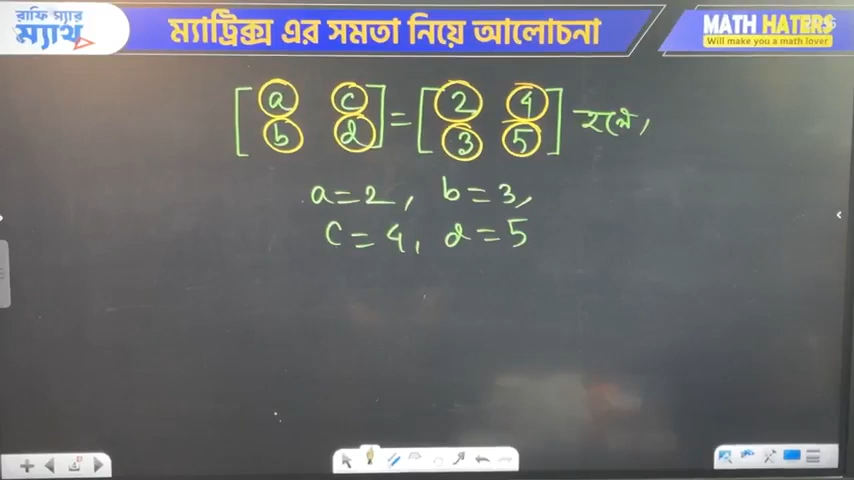 রাফি স্যার
ম্যাথ
ম্যাট্রিক্স এর সমতা নিয়ে আলোচনা
MATH HATERS
Will make you a math lover
[a c] = [2 4] হলে,
[b d] [3 5]
a=2, b=3,
c=4, d=5